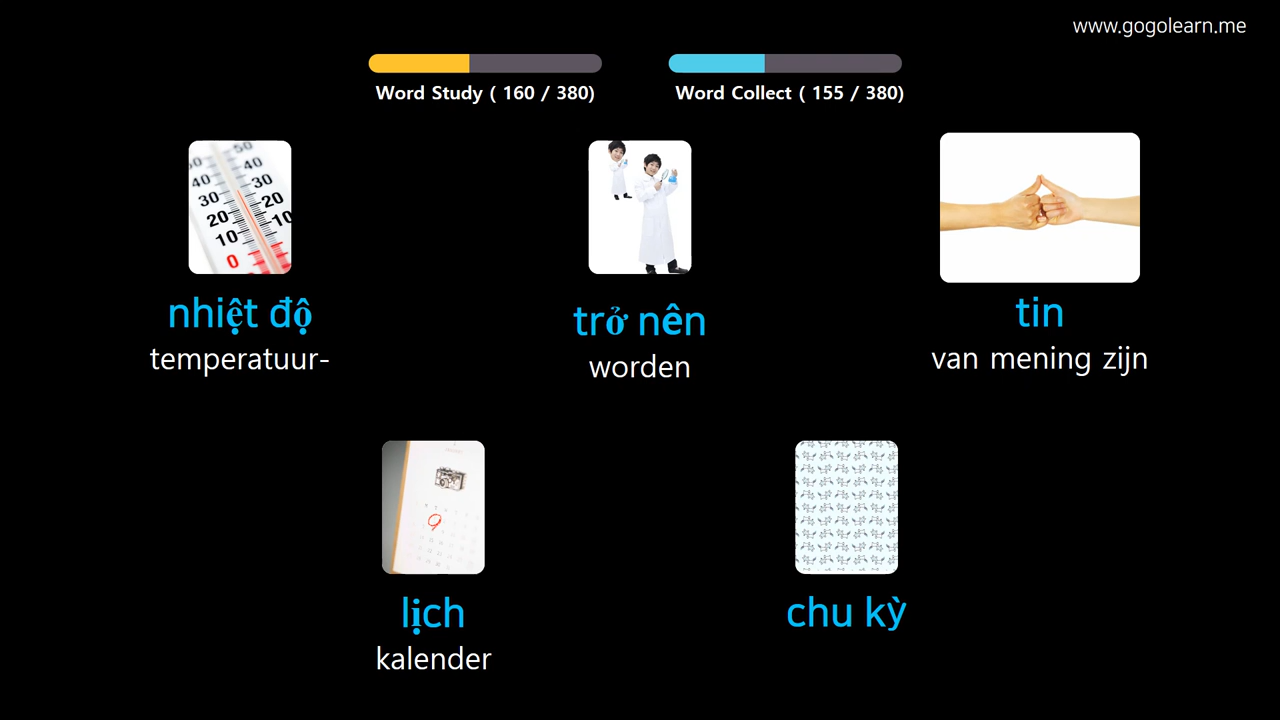 www.gogolearn.me
Word Study ( 160 / 380)
Word Collect ( 155 / 380)
nhiệt độ
temperatuur-
trở nên
worden
tin
van mening zijn
lịch
kalender
chu kỳ